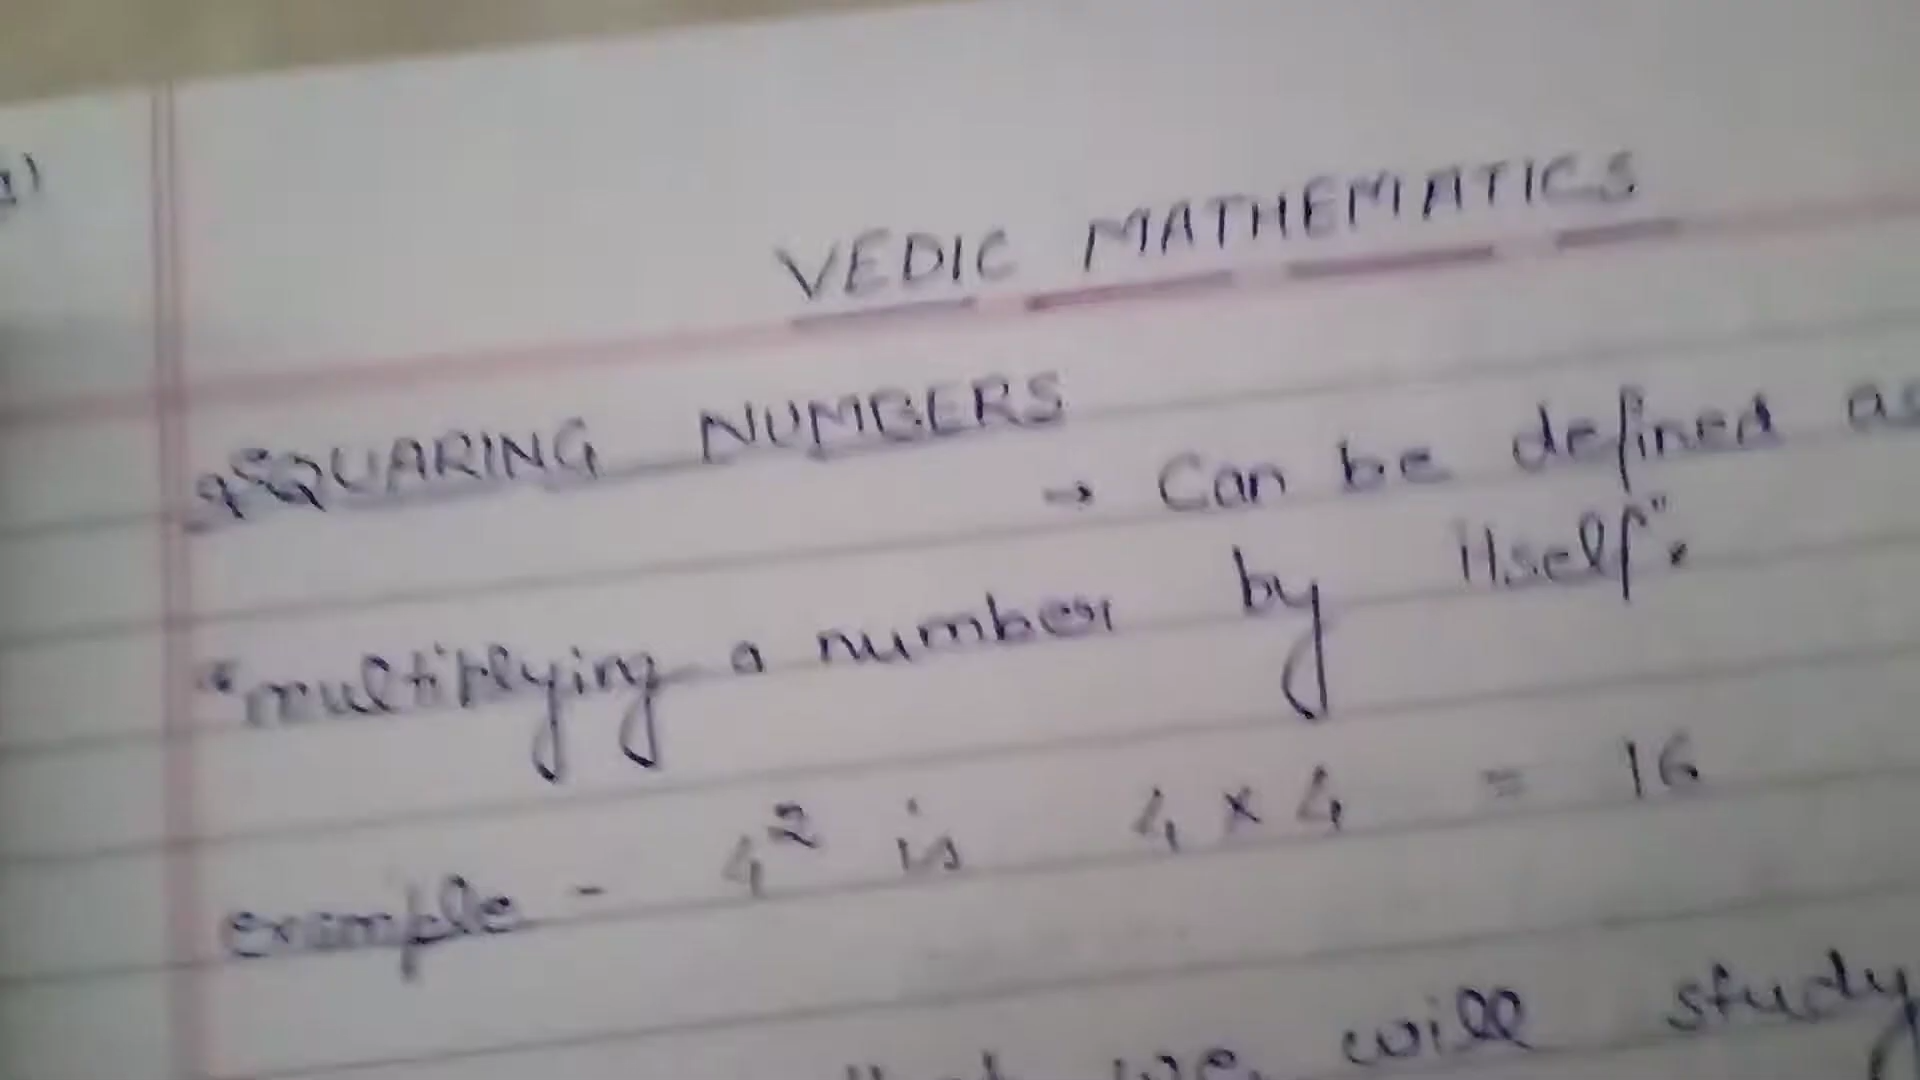 VEDIC MATHEMATICS
SQUARING NUMBERS
→ Can be defined as
"multiplying a number by itself".
example - 4² is 4 × 4 = 16
we will study